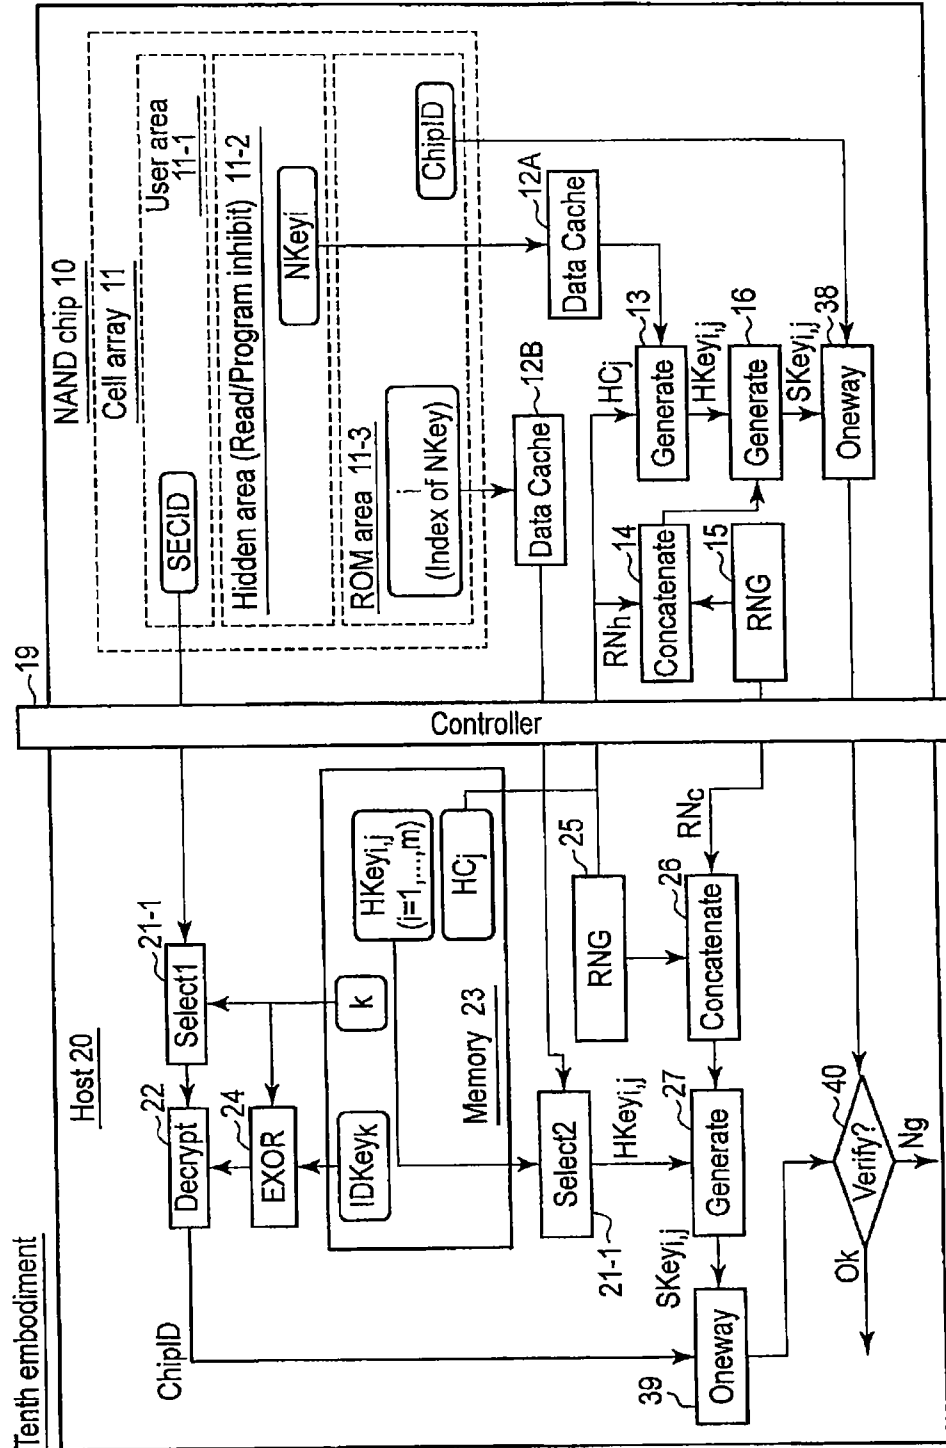 Tenth embodiment
Host 20
ChipID
Decrypt
22
Select1
21-1
EXOR
24
IDKeyk
k
HKeyi,j
(i=1,...,m)
HCj
Memory 23
Select2
21-1
HKeyi,j
RNG
25
RNc
Concatenate
26
Generate
27
SKeyi,j
Oneway
39
Verify?
40
Ok
Ng
Controller
19
NAND chip 10
Cell array 11
SECID
User area
11-1
Hidden area (Read/Program inhibit) 11-2
NKeyi
ROM area 11-3
i
(Index of NKey)
ChipID
Data Cache
12B
Data Cache
12A
HCj
Generate
13
HKeyi,j
RNh
Concatenate
14
RNG
15
Generate
16
SKeyi,j
Oneway
38